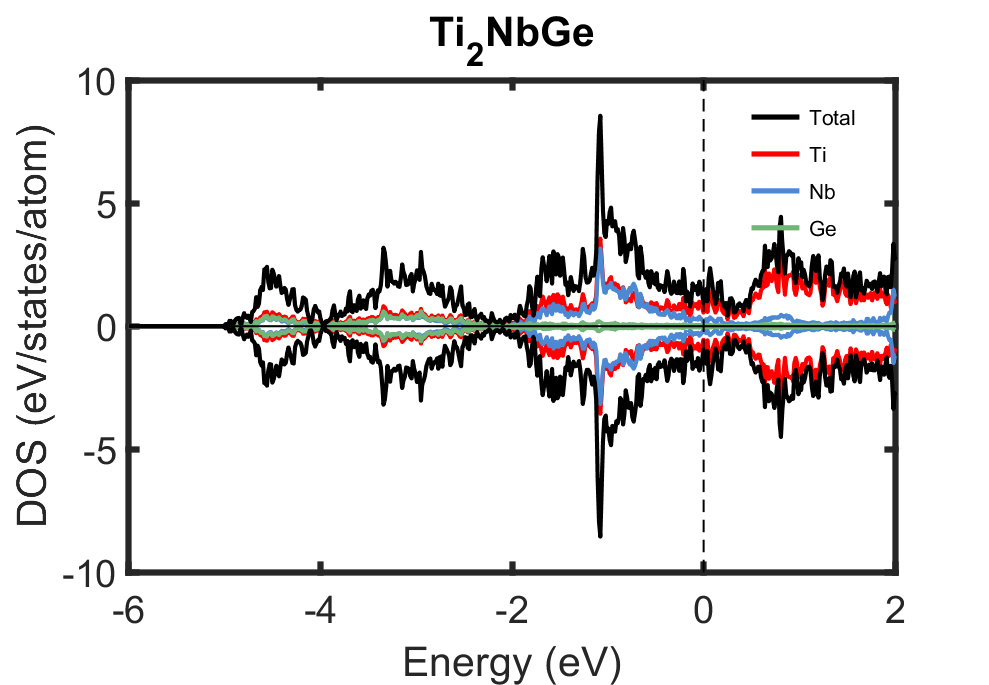 Ti2NbGe
10
5
0
-5
-10
DOS (eV/states/atom)
Total
Ti
Nb
Ge
-6 -4 -2 0 2
Energy (eV)